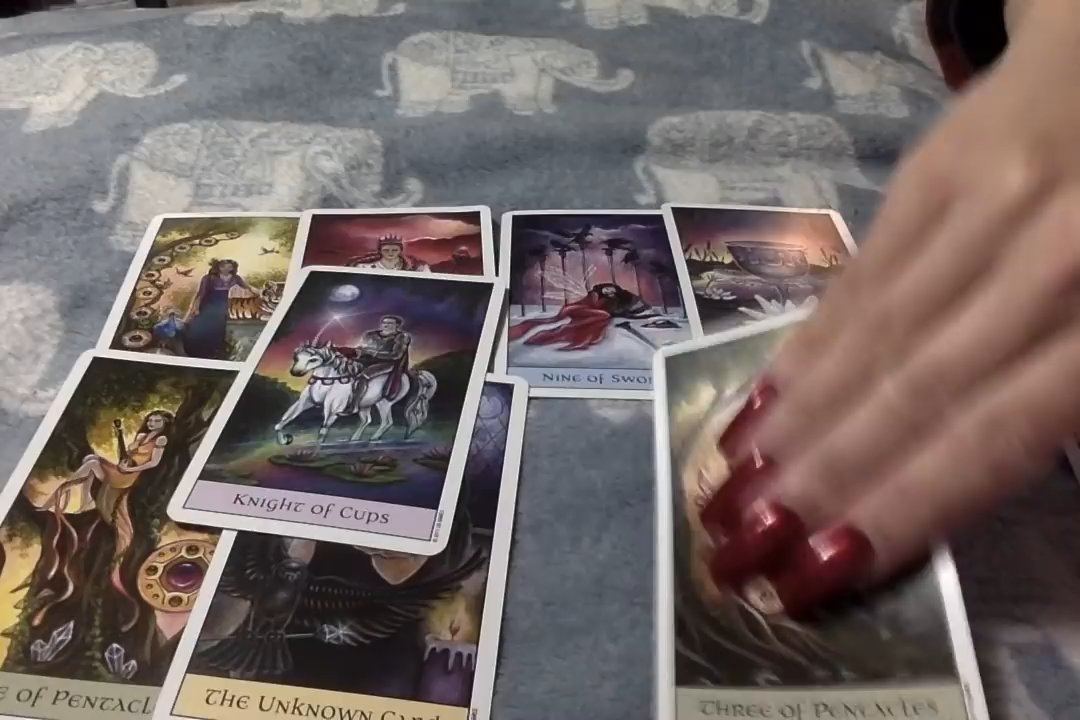 Nine of Swo
Knight of Cups
e of Pentacl
The Unknown Card
Three of Pentacles